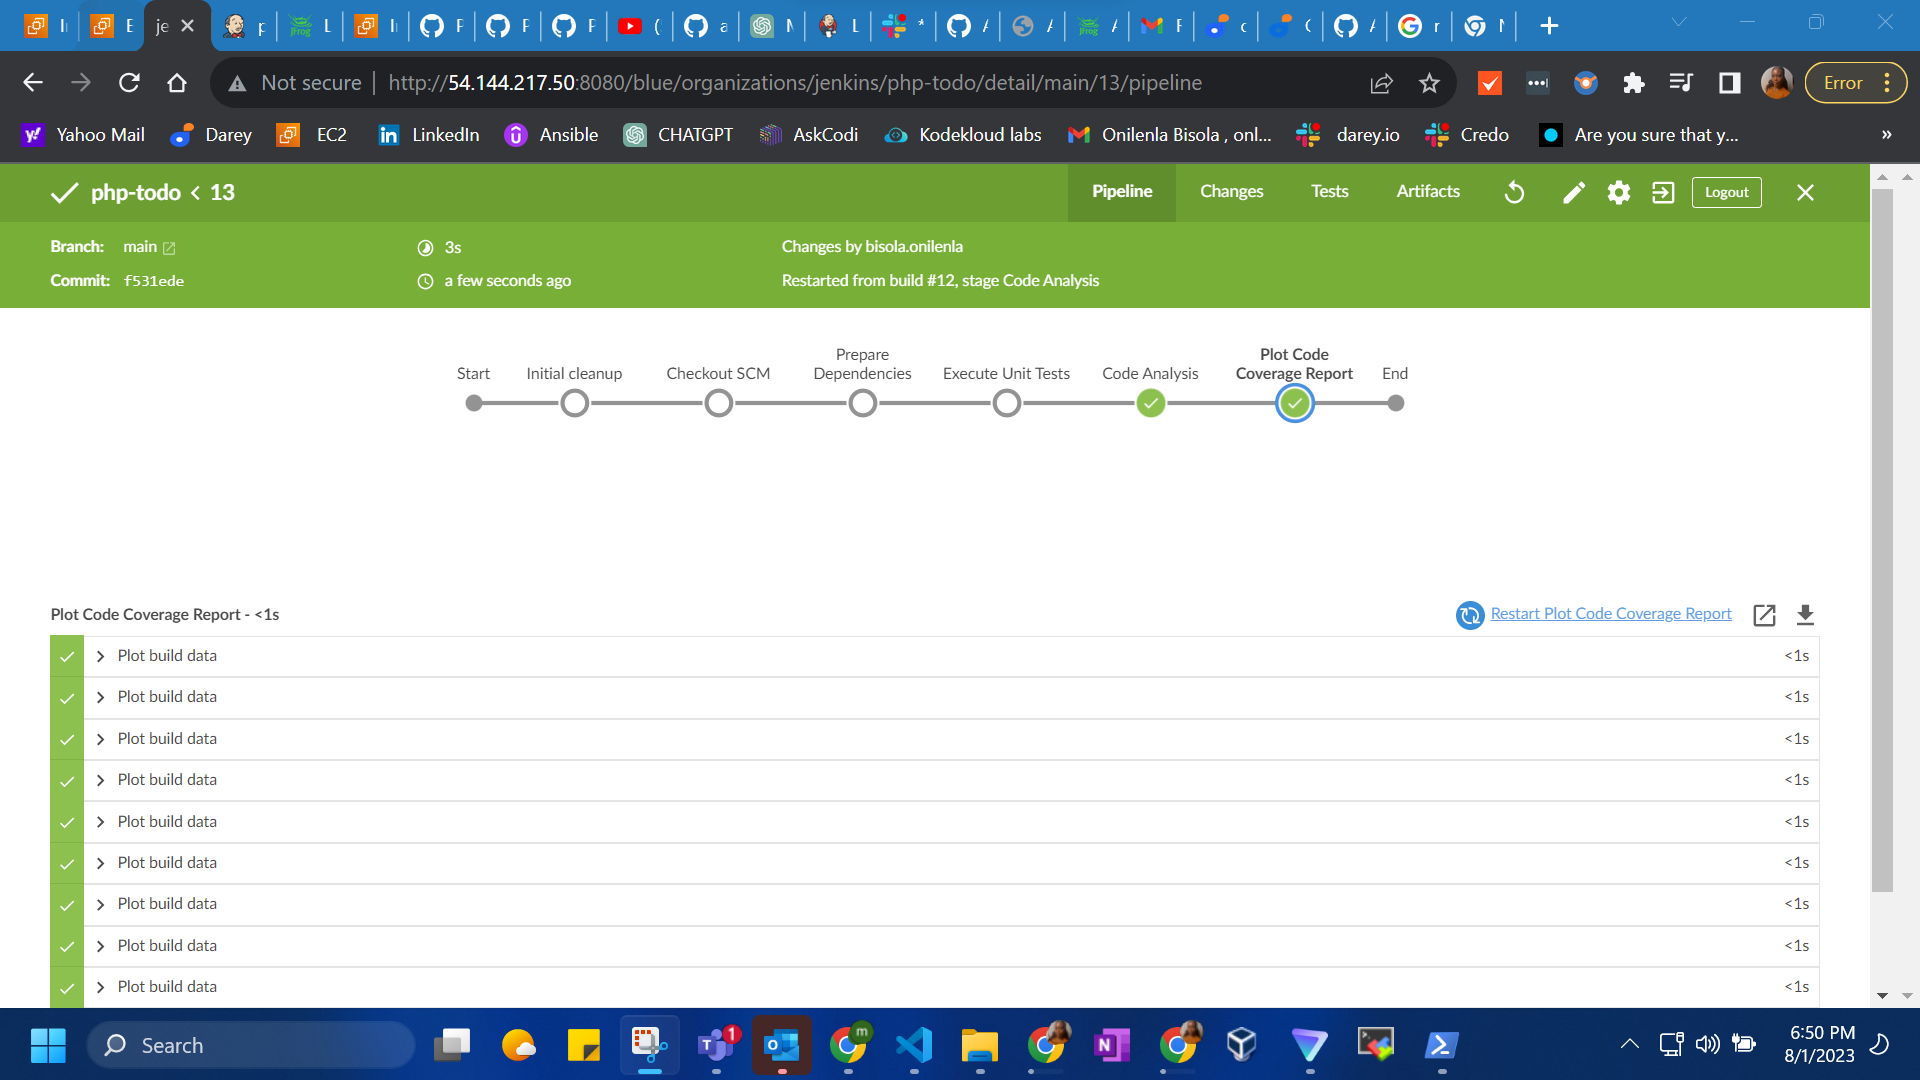 Not secure | http://54.144.217.50:8080/blue/organizations/jenkins/php-todo/detail/main/13/pipeline
Error
Yahoo Mail
Darey
EC2
LinkedIn
Ansible
CHATGPT
AskCodi
Kodekloud labs
Onilenla Bisola , onl...
darey.io
Credo
Are you sure that y...
»
php-todo < 13
Pipeline
Changes
Tests
Artifacts
Logout
Branch: main
3s
Changes by bisola.onilenla
Commit: f531ede
a few seconds ago
Restarted from build #12, stage Code Analysis
Start
Initial cleanup
Checkout SCM
Prepare
Dependencies
Execute Unit Tests
Code Analysis
Plot Code
Coverage Report
End
Plot Code Coverage Report - <1s
Restart Plot Code Coverage Report
Plot build data <1s
Plot build data <1s
Plot build data <1s
Plot build data <1s
Plot build data <1s
Plot build data <1s
Plot build data <1s
Plot build data <1s
Plot build data <1s
Search
1
m
6:50 PM
8/1/2023